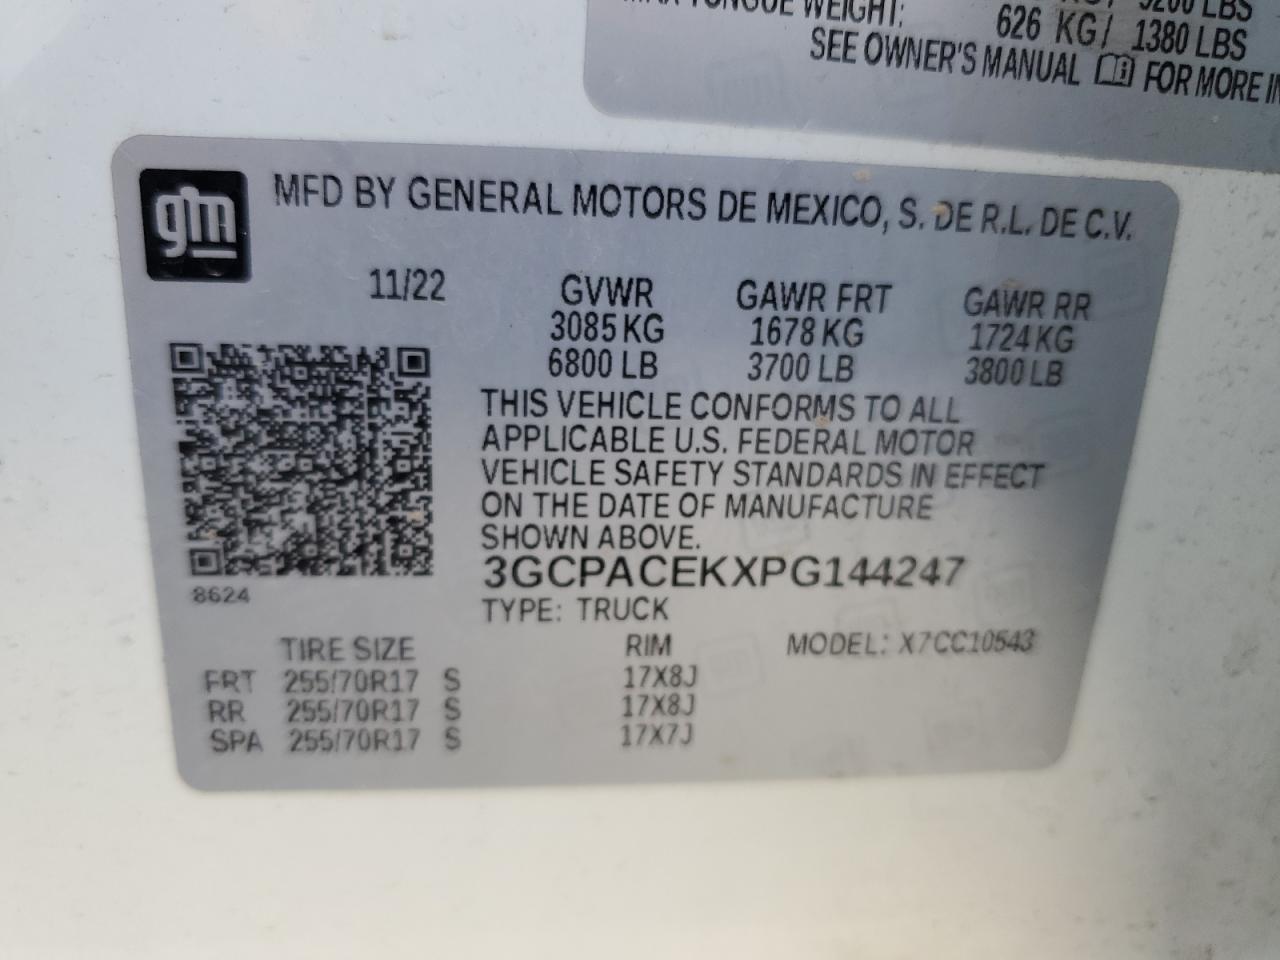 TONGUE WEIGHT:
LBS
626 KG/ 1380 LBS
SEE OWNER'S MANUAL FOR MORE
gm
MFD BY GENERAL MOTORS DE MEXICO, S. DE R.L. DE C.V.
11/22
GVWR GAWR FRT GAWR RR
3085 KG 1678 KG 1724 KG
6800 LB 3700 LB 3800 LB
THIS VEHICLE CONFORMS TO ALL
APPLICABLE U.S. FEDERAL MOTOR
VEHICLE SAFETY STANDARDS IN EFFECT
ON THE DATE OF MANUFACTURE
SHOWN ABOVE.
3GCPACEKXPG144247
8624
TYPE: TRUCK
TIRE SIZE RIM MODEL: X7CC10543
FRT 255/70R17 S 17X8J
RR 255/70R17 S 17X8J
SPA 255/70R17 S 17X7J